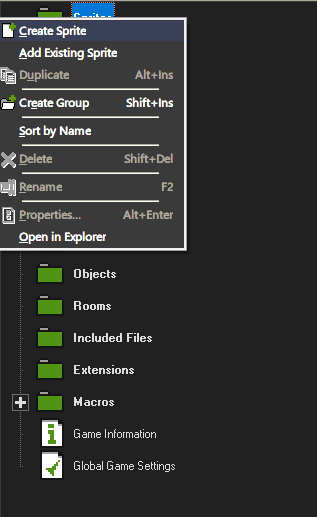 Sprites
Create Sprite
Add Existing Sprite
Duplicate Alt+Ins
Create Group Shift+Ins
Sort by Name
Delete Shift+Del
Rename F2
Properties... Alt+Enter
Open in Explorer
Objects
Rooms
Included Files
Extensions
Macros
Game Information
Global Game Settings